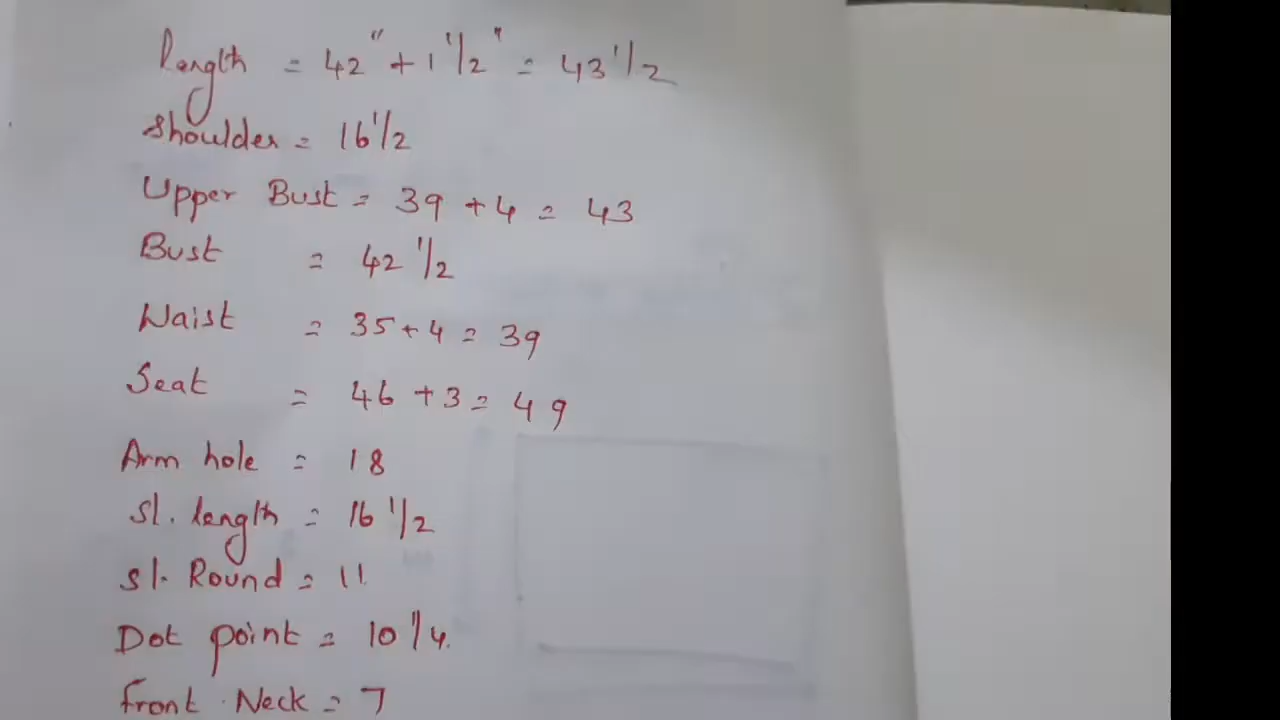 Length = 42" + 1 1/2" = 43 1/2
Shoulder = 16 1/2
Upper Bust = 39 + 4 = 43
Bust = 42 1/2
Waist = 35 + 4 = 39
Seat = 46 + 3 = 49
Arm hole = 18
Sl. length = 16 1/2
Sl. Round = 11
Dot point = 10 1/4.
Front Neck = 7